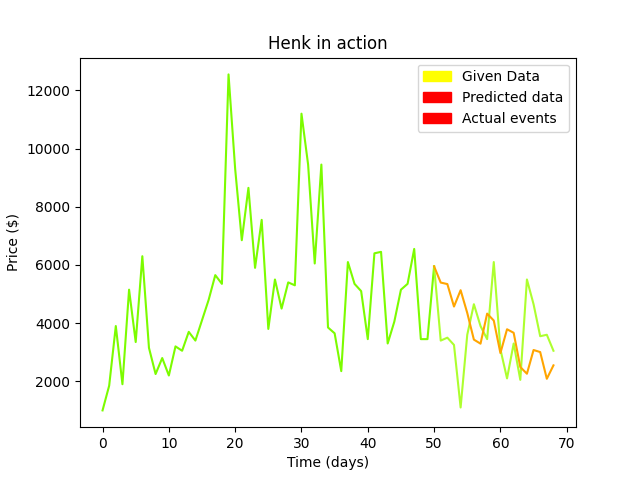 Henk in action
Given Data
Predicted data
Actual events
Price ($)
12000
10000
8000
6000
4000
2000
0 10 20 30 40 50 60 70
Time (days)